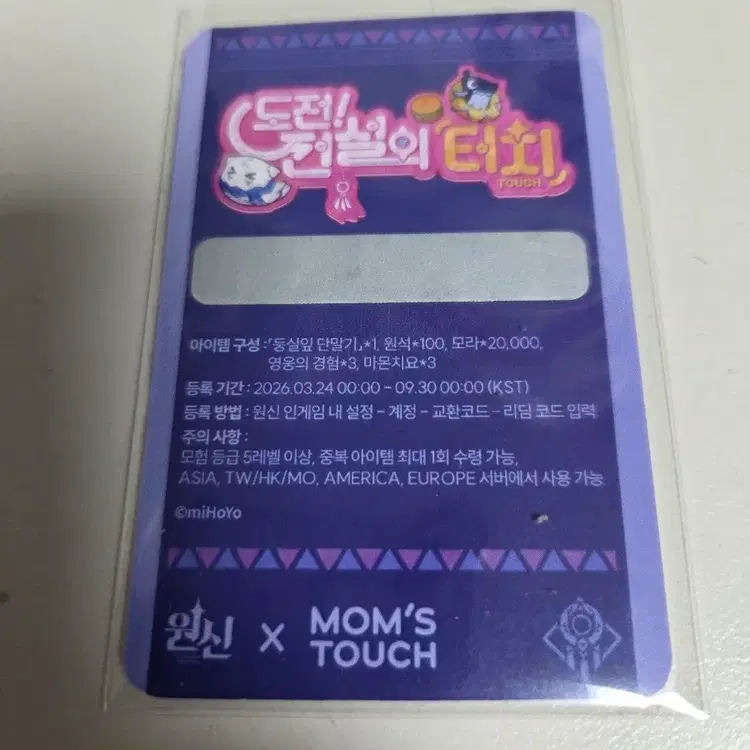 도전!
전설의 터치
TOUCH
아이템 구성 : 「둥실잎 단말기」*1, 원석*100, 모라*20,000,
영웅의 경험*3, 마몬치요*3
등록 기간 : 2026.03.24 00:00 – 09.30 00:00 (KST)
등록 방법 : 원신 인게임 내 설정 – 계정 – 교환코드 – 리딤 코드 입력
주의 사항 :
모험 등급 5레벨 이상, 중복 아이템 최대 1회 수령 가능,
ASIA, TW/HK/MO, AMERICA, EUROPE 서버에서 사용 가능
©miHoYo
원신 X MOM'S
TOUCH